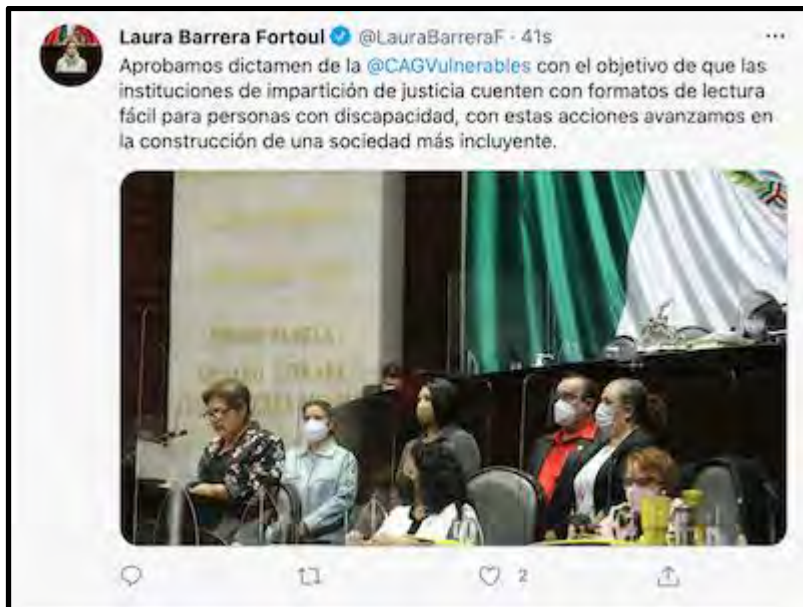 Laura Barrera Fortoul @LauraBarreraF · 41s
Aprobamos dictamen de la @CAGVulnerables con el objetivo de que las
instituciones de impartición de justicia cuenten con formatos de lectura
fácil para personas con discapacidad, con estas acciones avanzamos en
la construcción de una sociedad más incluyente.
2